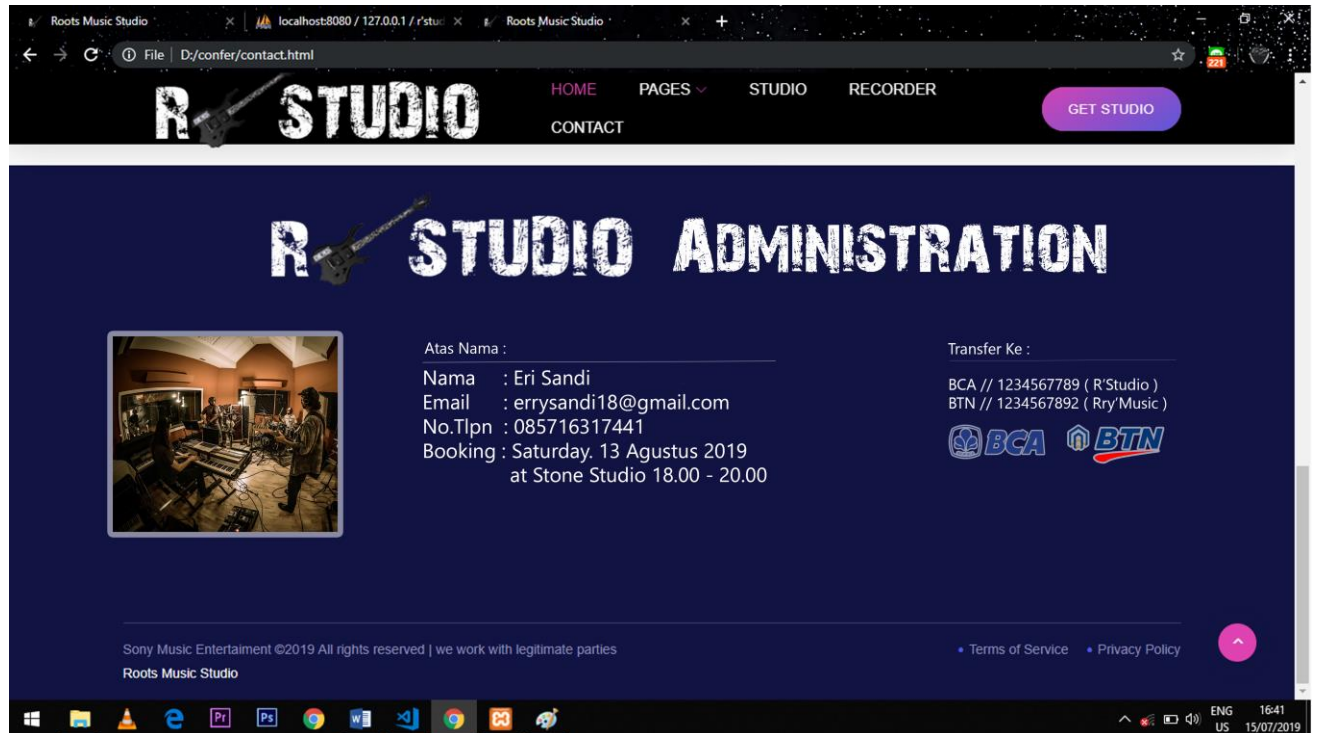 Roots Music Studio
localhost:8080 / 127.0.0.1 / r'stud
Roots Music Studio
File | D:/confer/contact.html
221
R STUDIO
HOME PAGES STUDIO RECORDER
CONTACT
GET STUDIO
R STUDIO ADMINISTRATION
Atas Nama :
Nama : Eri Sandi
Email : errysandi18@gmail.com
No.Tlpn : 085716317441
Booking : Saturday. 13 Agustus 2019
at Stone Studio 18.00 - 20.00
Transfer Ke :
BCA // 1234567789 ( R'Studio )
BTN // 1234567892 ( Rry'Music )
BCA BTN
Sony Music Entertaiment ©2019 All rights reserved | we work with legitimate parties
Roots Music Studio
• Terms of Service • Privacy Policy
Pr Ps
ENG 16:41
US 15/07/2019